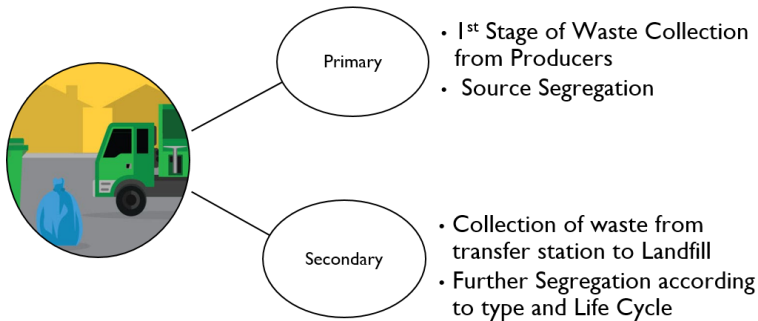 Primary
• 1st Stage of Waste Collection
from Producers
• Source Segregation
Secondary
• Collection of waste from
transfer station to Landfill
• Further Segregation according
to type and Life Cycle